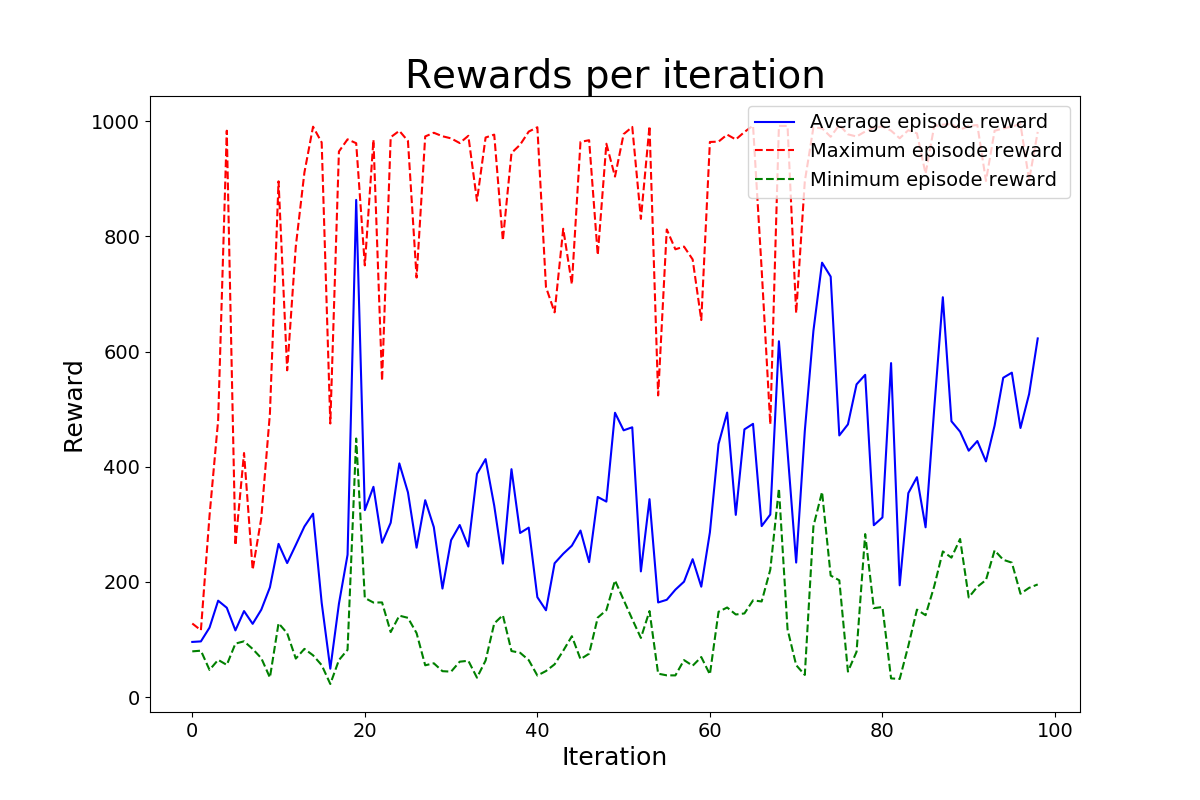 Rewards per iteration
Average episode reward
Maximum episode reward
Minimum episode reward
1000
800
600
400
200
0
Reward
0 20 40 60 80 100
Iteration